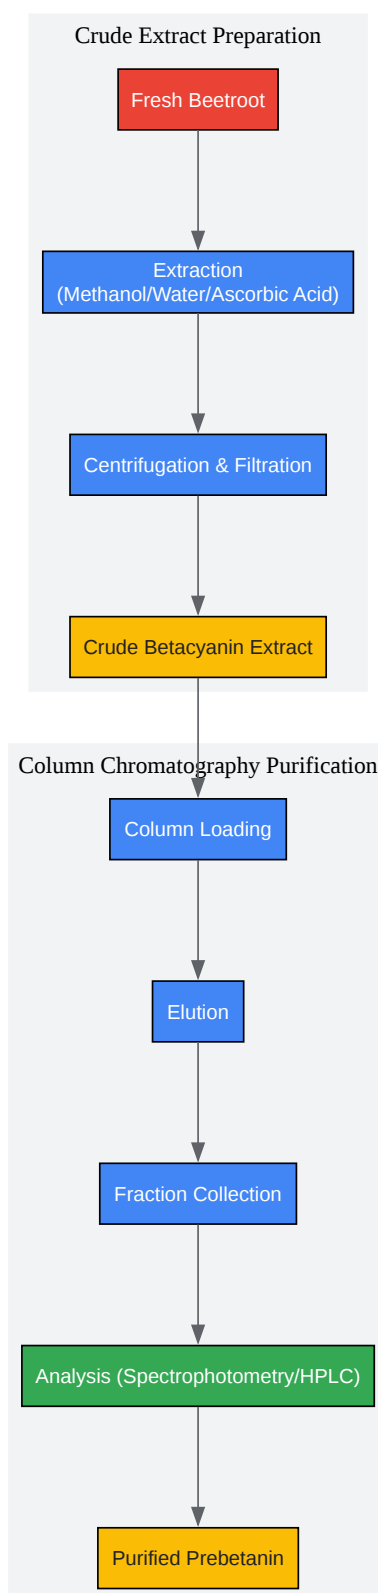 Crude Extract Preparation
Fresh Beetroot
Extraction
(Methanol/Water/Ascorbic Acid)
Centrifugation & Filtration
Crude Betacyanin Extract
Column Chromatography Purification
Column Loading
Elution
Fraction Collection
Analysis (Spectrophotometry/HPLC)
Purified Prebetanin